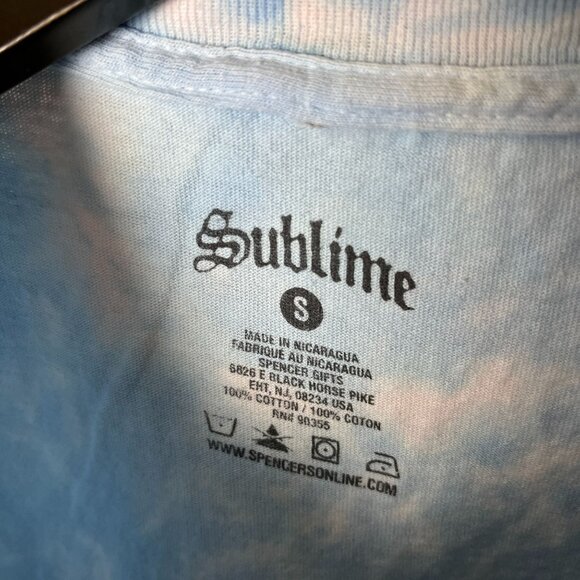 Sublime
S
MADE IN NICARAGUA
FABRIQUÉ AU NICARAGUA
SPENCER GIFTS
6826 E BLACK HORSE PIKE
EHT, NJ, 08234 USA
100% COTTON / 100% COTON
RN# 90355
WWW.SPENCERSONLINE.COM